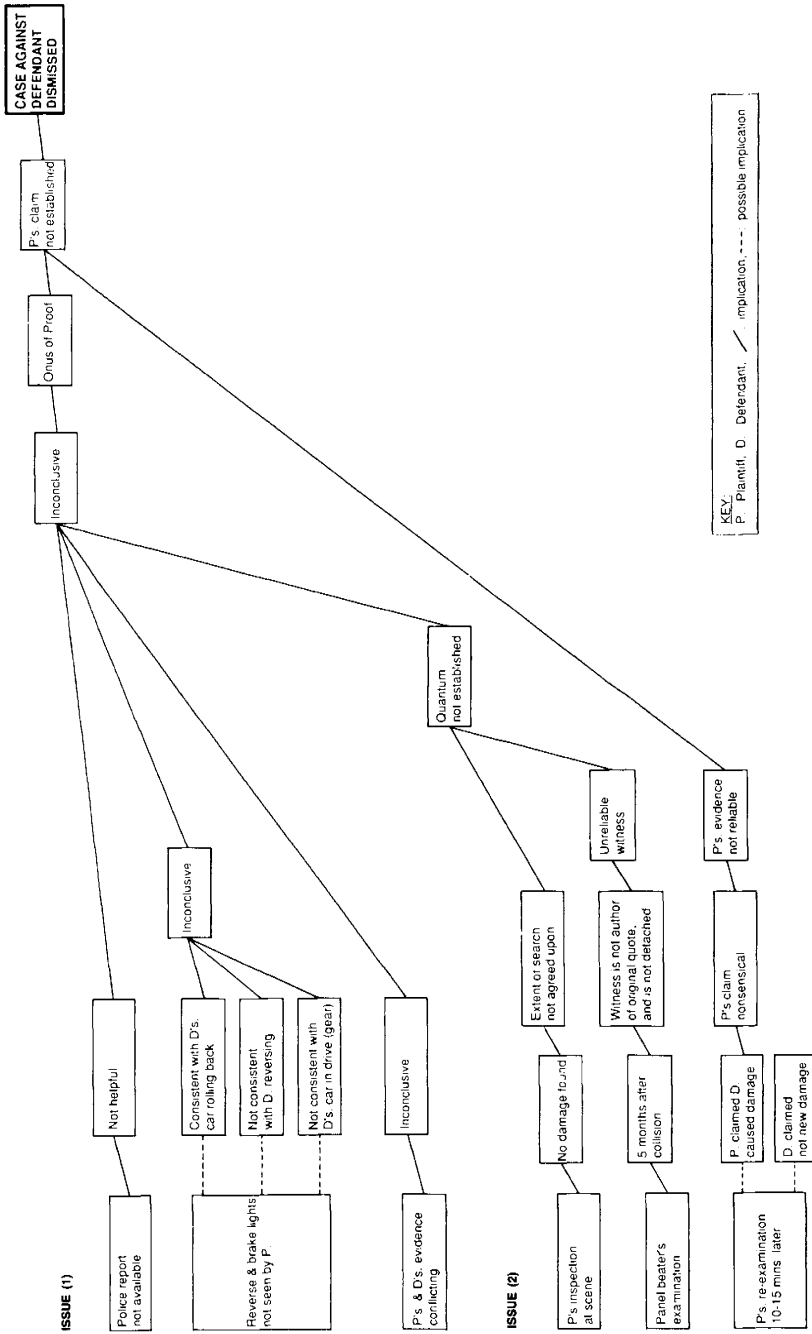 CASE AGAINST
DEFENDANT
DISMISSED
P's. claim
not established
Onus of Proof
Inconclusive
ISSUE (1)
Police report
not available
Not helpful
Reverse & brake lights
not seen by P.
Consistent with D's.
car rolling back
Not consistent
with D. reversing
Not consistent with
D's. car in drive (gear)
Inconclusive
P's. & D's. evidence
conflicting
Inconclusive
Quantum
not established
ISSUE (2)
P's inspection
at scene
No damage found
Extent of search
not agreed upon
Panel beater's
examination
5 months after
collision
Witness is not author
of original quote,
and is not detached
Unreliable
witness
P's. re-examination
10-15 mins later
P. claimed D.
caused damage
D. claimed
not new damage
P's claim
nonsensical
P's. evidence
not reliable
KEY:
P. Plaintiff, D. Defendant, / : implication, ---: possible implication